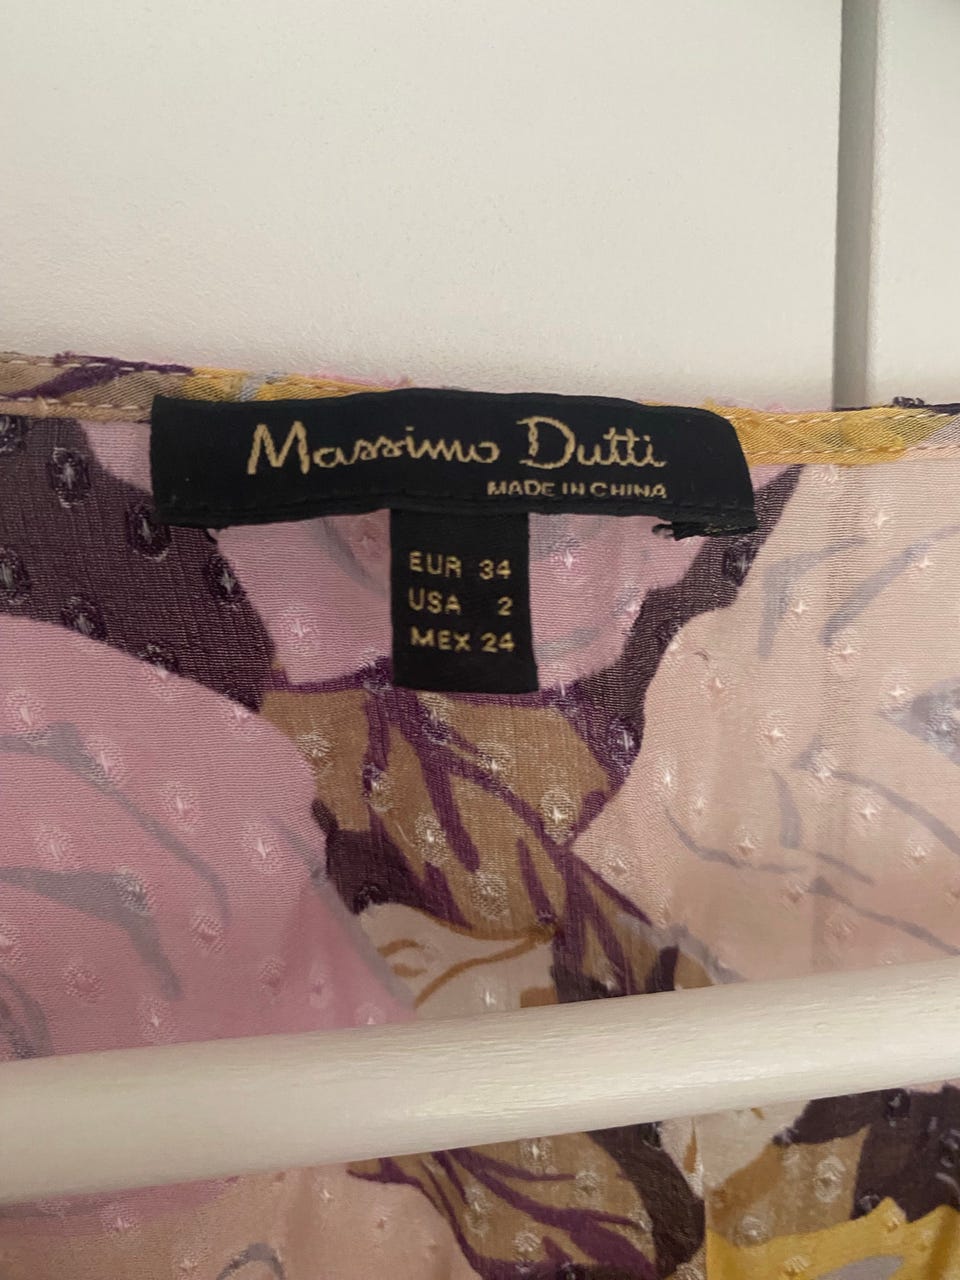 Massimo Dutti
MADE IN CHINA
EUR 34
USA 2
MEX 24